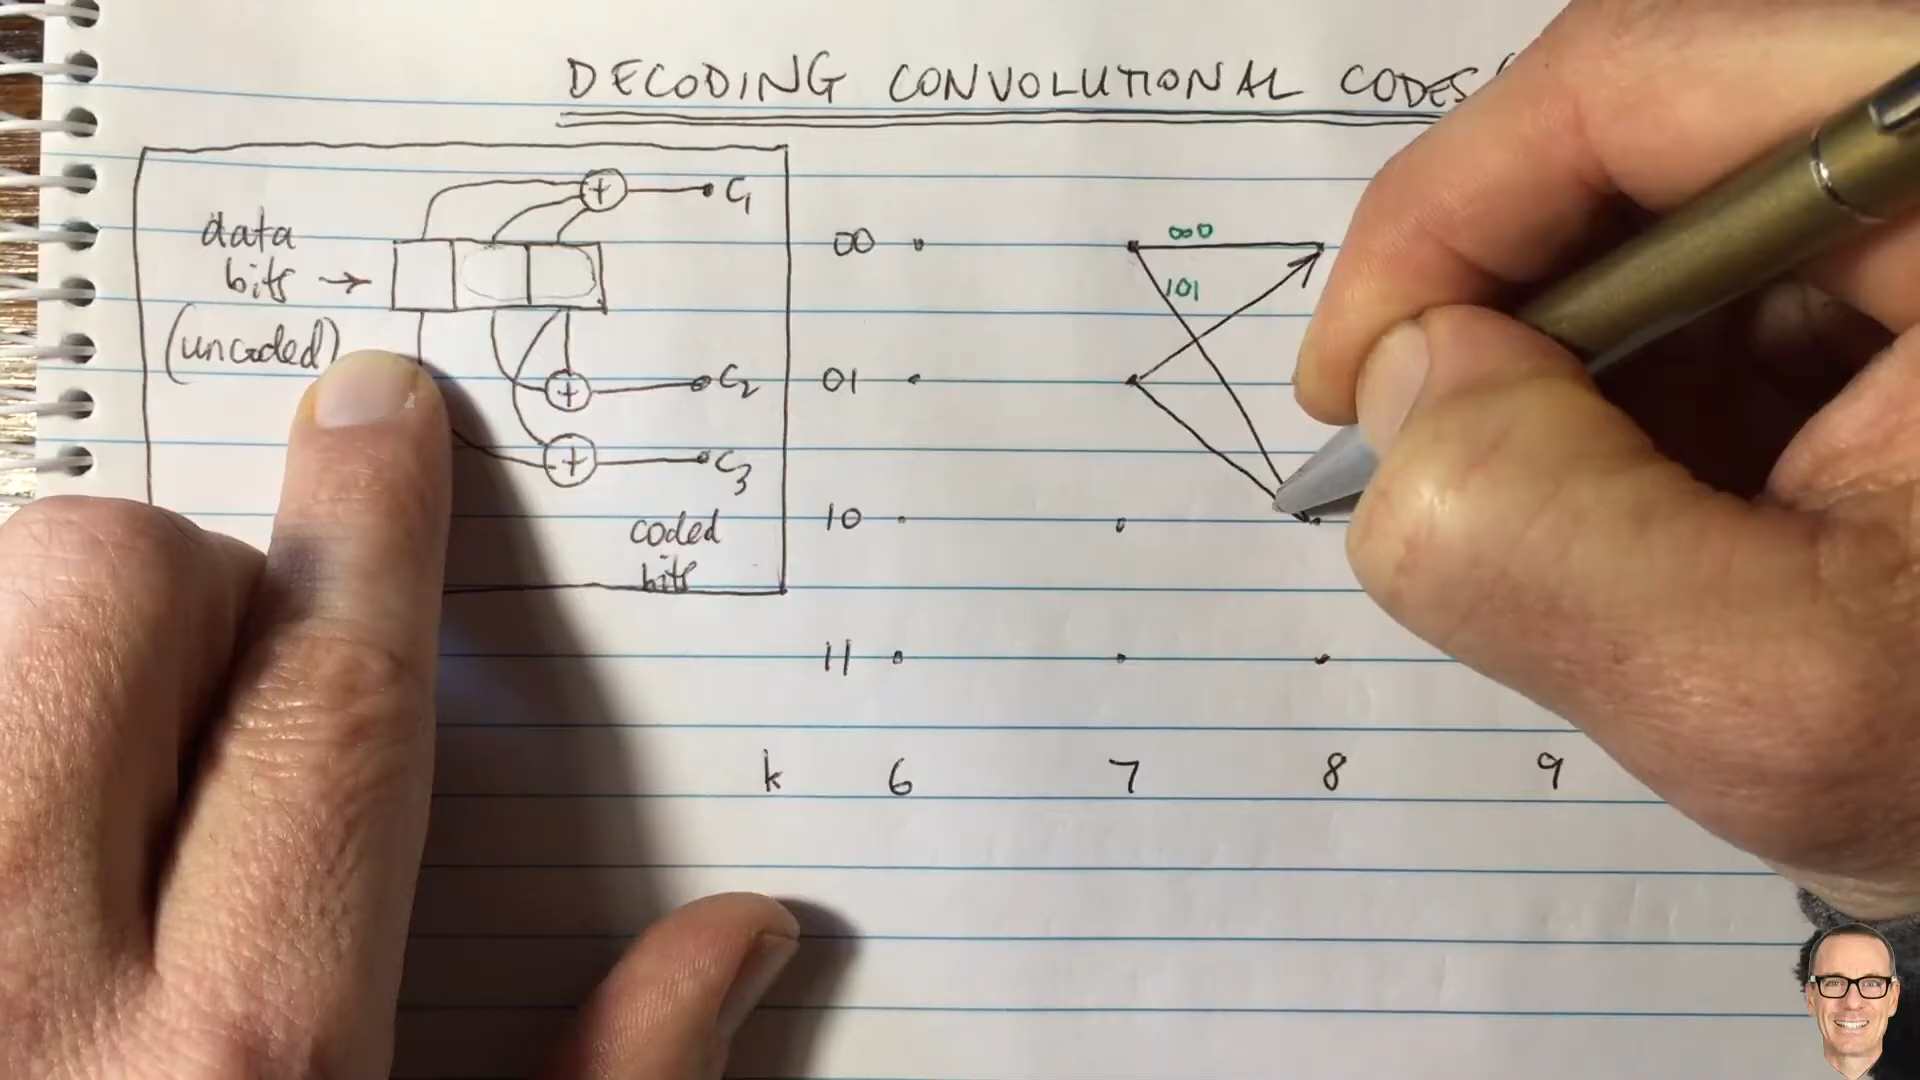 DECODING CONVOLUTIONAL CODES
data
bits →
(uncoded)
+ C1
+ C2
+ C3
coded
bits
00
01
10
11
000
101
k 6 7 8 9